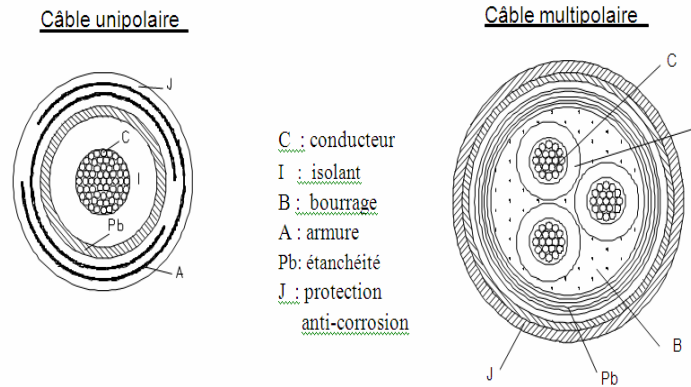 Câble unipolaire
Câble multipolaire
J
C
I
Pb
A
C : conducteur
I : isolant
B : bourrage
A : armure
Pb: étanchéité
J : protection
anti-corrosion
C
B
Pb
J